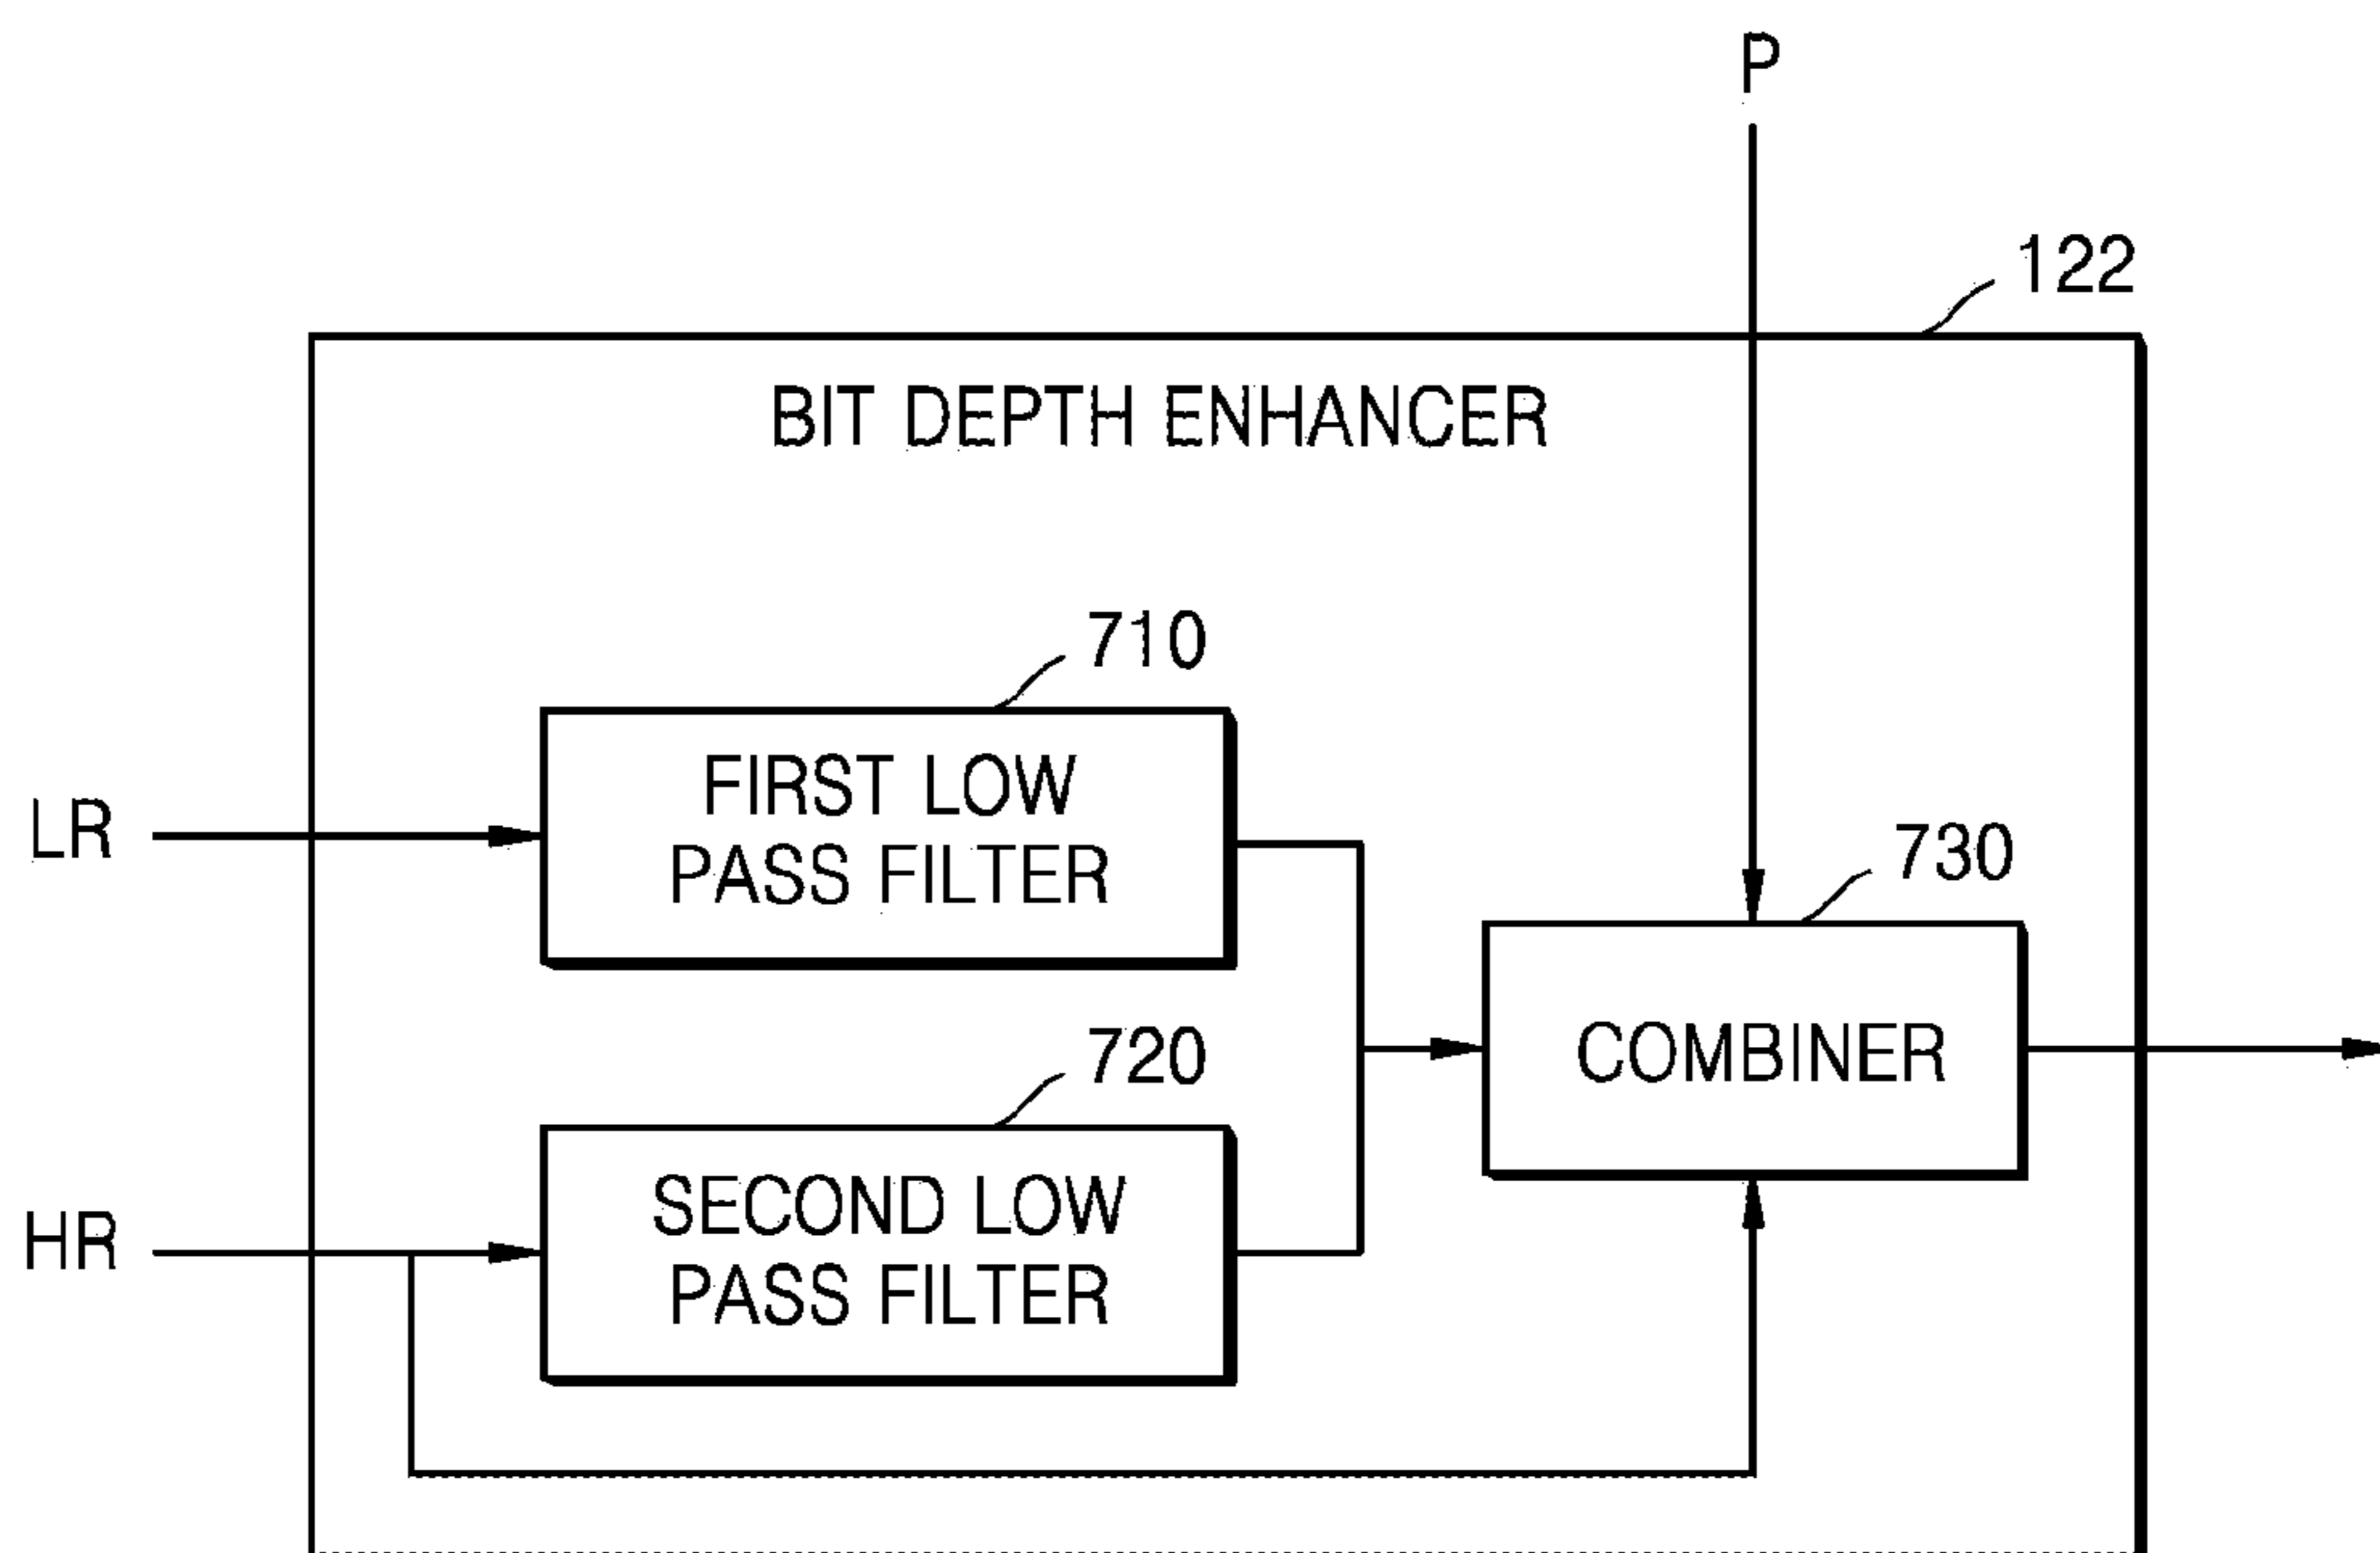 P
122
BIT DEPTH ENHANCER
710
FIRST LOW
PASS FILTER
LR
730
COMBINER
720
SECOND LOW
PASS FILTER
HR